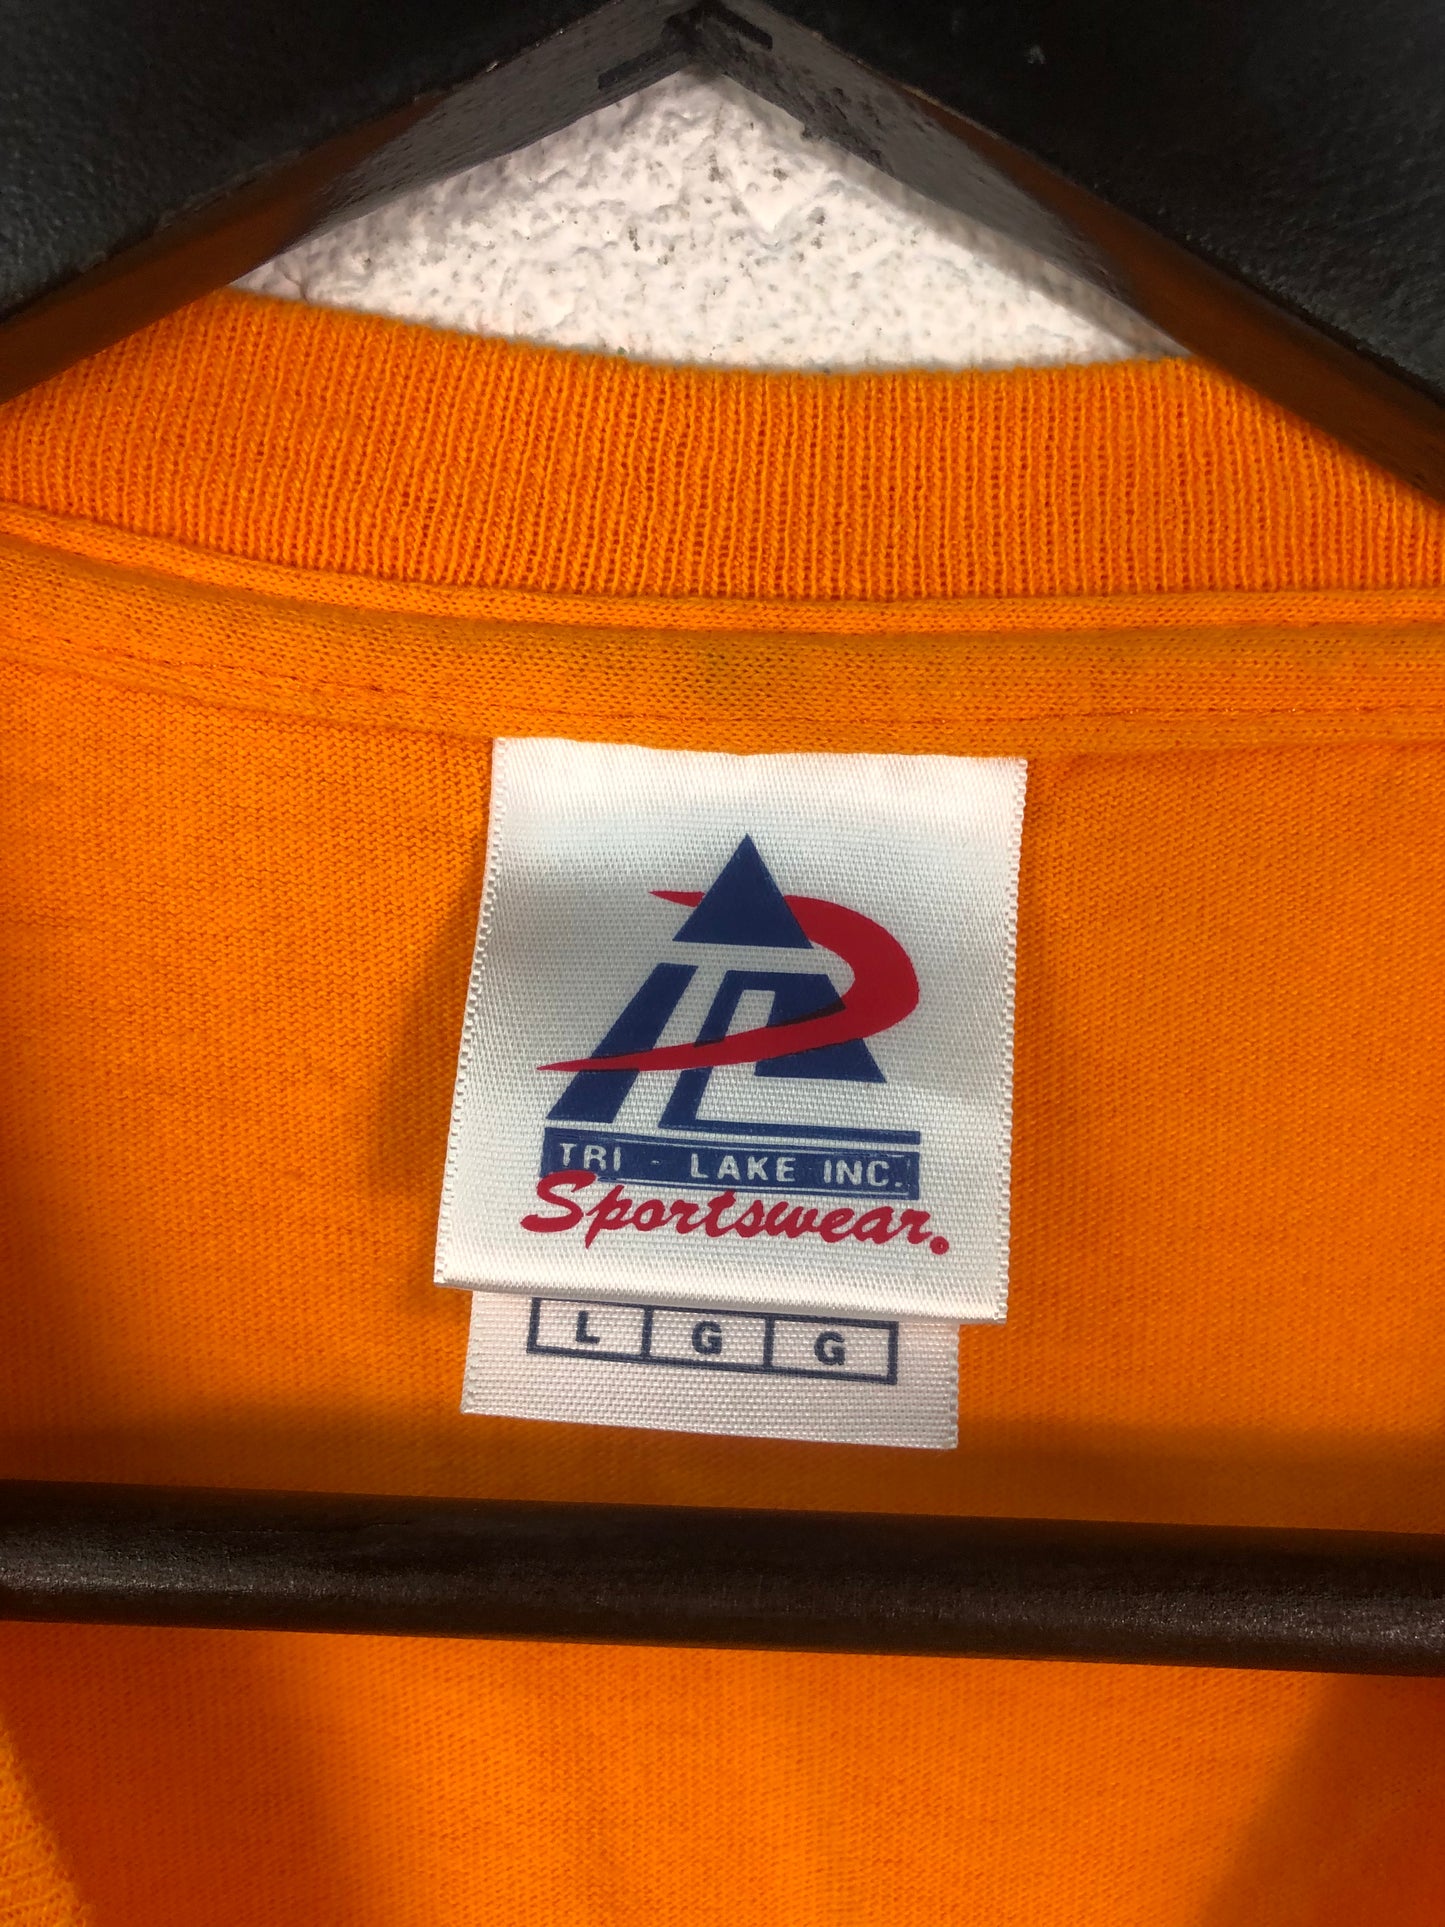 TRI - LAKE INC.
Sportswear.
L G G